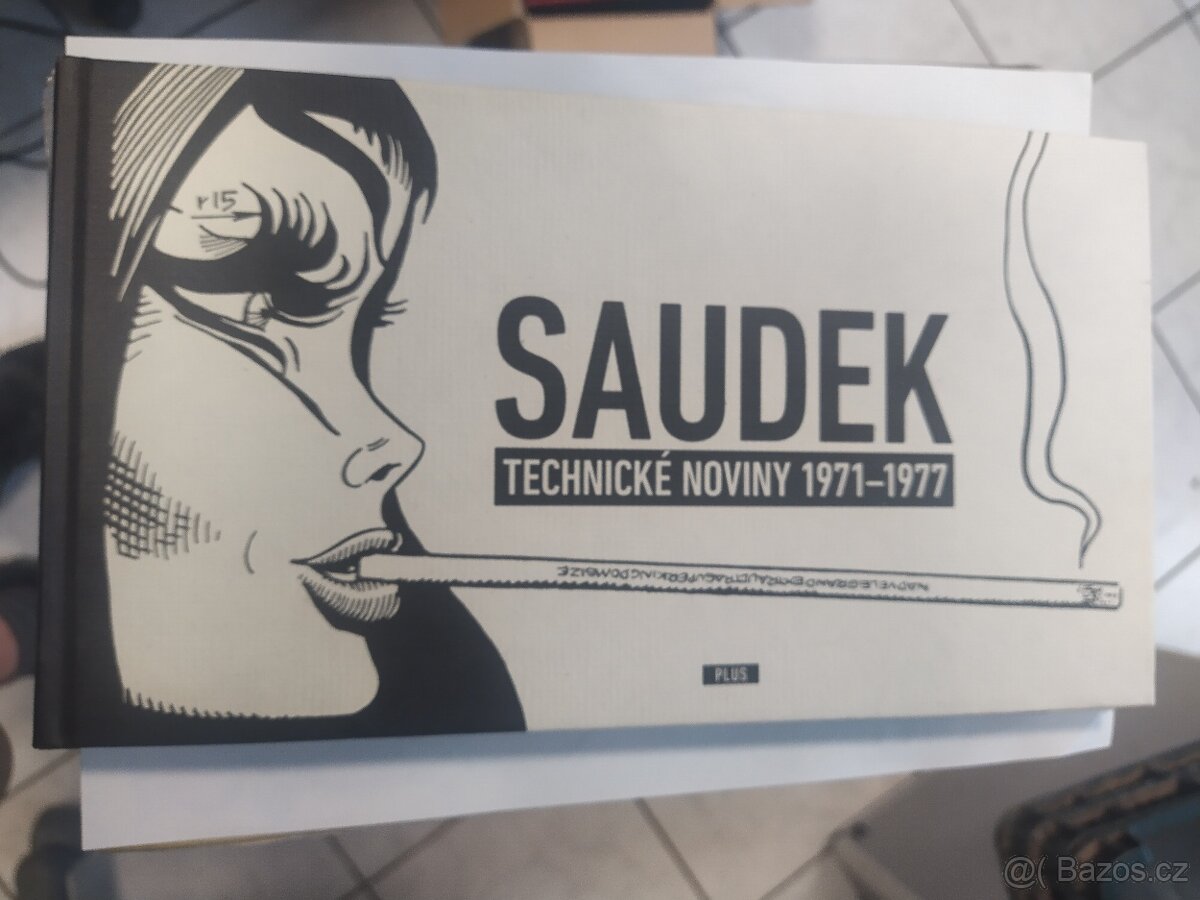 r15
SAUDEK
TECHNICKÉ NOVINY 1971–1977
PLUS
@( Bazos.cz